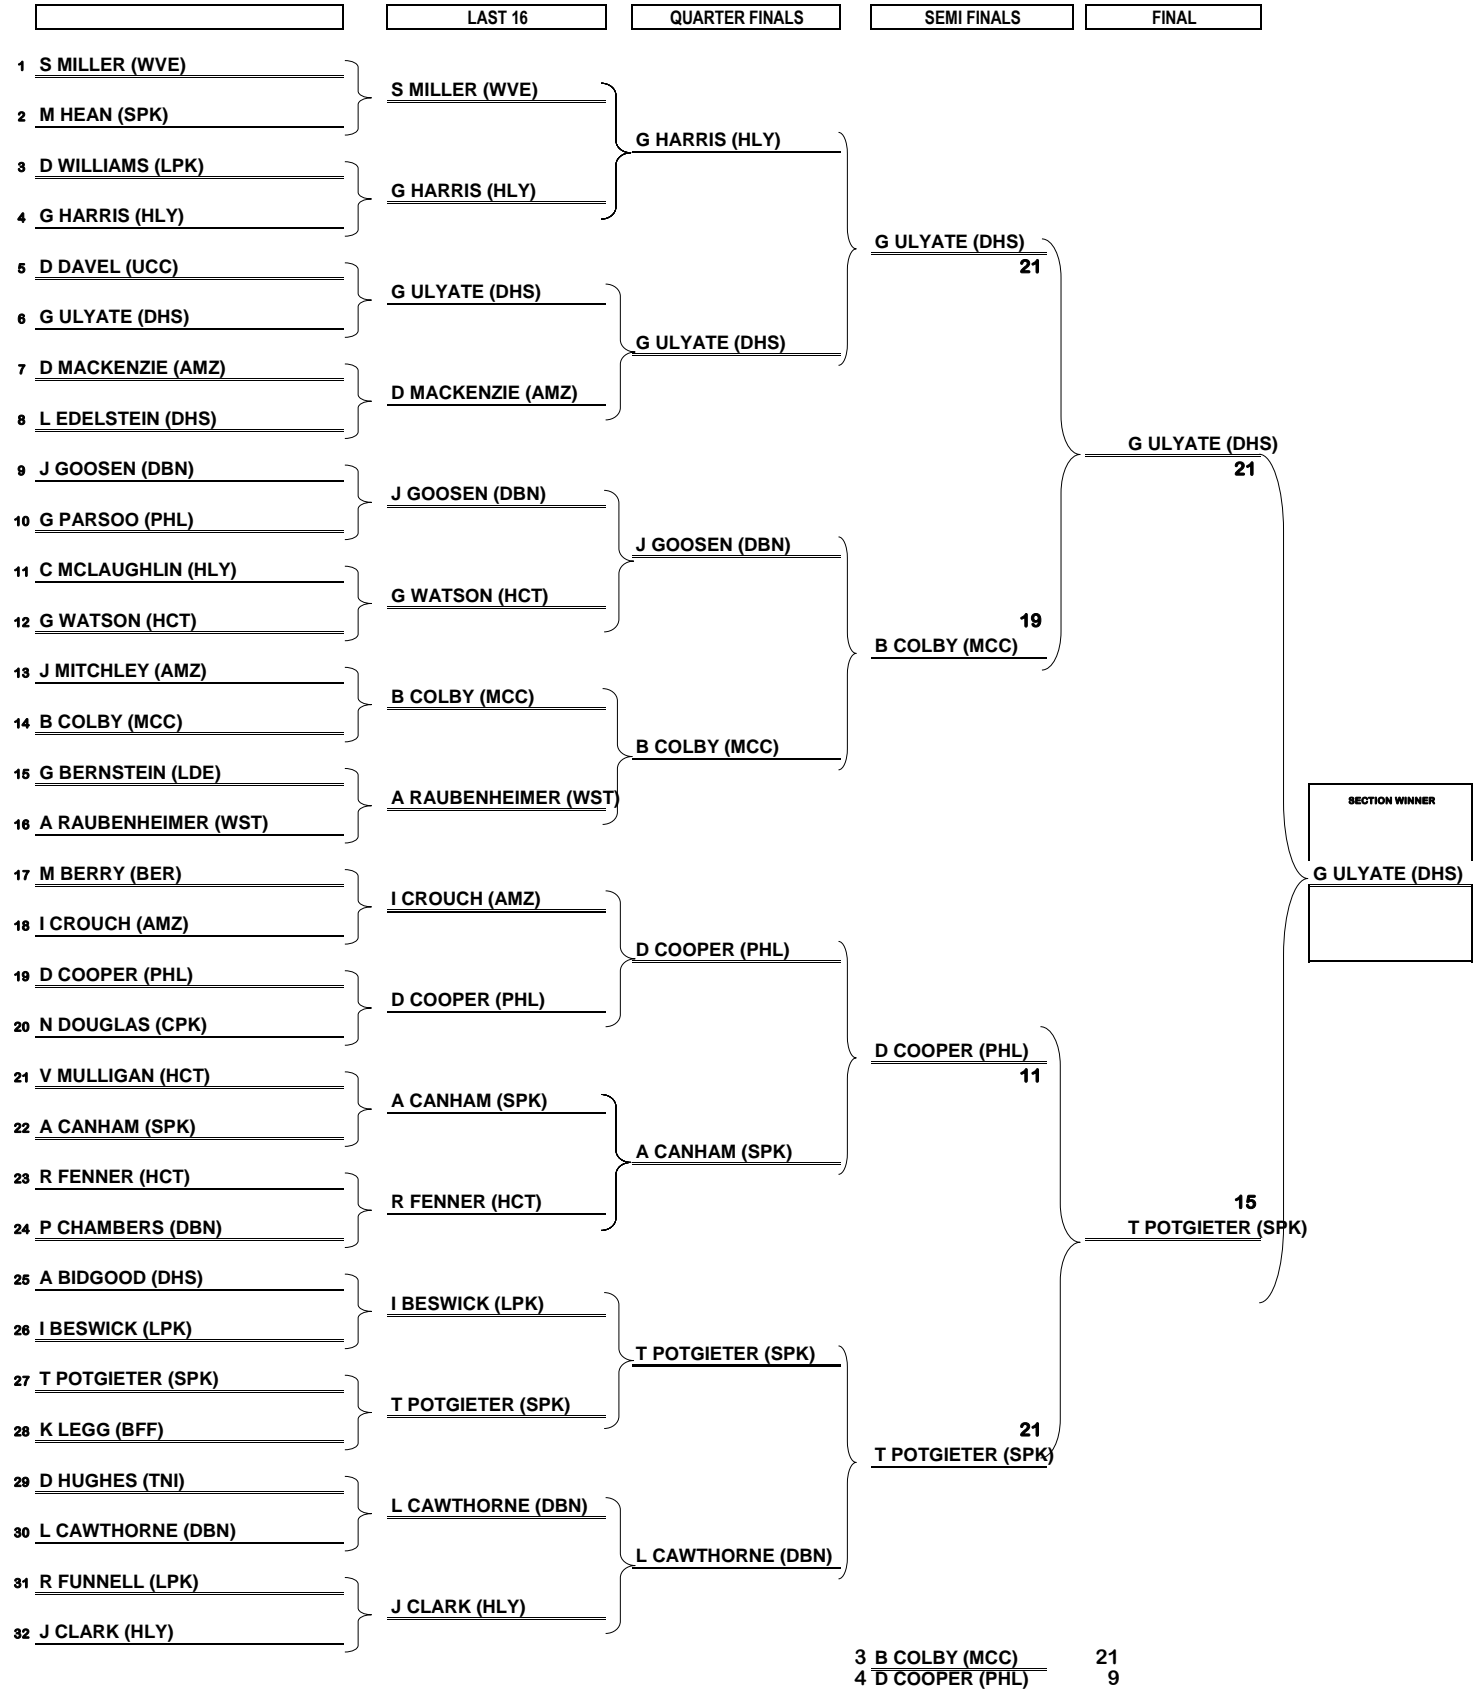 LAST 16
QUARTER FINALS
SEMI FINALS
FINAL
1 S MILLER (WVE)
2 M HEAN (SPK)
3 D WILLIAMS (LPK)
4 G HARRIS (HLY)
5 D DAVEL (UCC)
6 G ULYATE (DHS)
7 D MACKENZIE (AMZ)
8 L EDELSTEIN (DHS)
9 J GOOSEN (DBN)
10 G PARSOO (PHL)
11 C MCLAUGHLIN (HLY)
12 G WATSON (HCT)
13 J MITCHLEY (AMZ)
14 B COLBY (MCC)
15 G BERNSTEIN (LDE)
16 A RAUBENHEIMER (WST)
17 M BERRY (BER)
18 I CROUCH (AMZ)
19 D COOPER (PHL)
20 N DOUGLAS (CPK)
21 V MULLIGAN (HCT)
22 A CANHAM (SPK)
23 R FENNER (HCT)
24 P CHAMBERS (DBN)
25 A BIDGOOD (DHS)
26 I BESWICK (LPK)
27 T POTGIETER (SPK)
28 K LEGG (BFF)
29 D HUGHES (TNI)
30 L CAWTHORNE (DBN)
31 R FUNNELL (LPK)
32 J CLARK (HLY)
S MILLER (WVE)
G HARRIS (HLY)
G ULYATE (DHS)
D MACKENZIE (AMZ)
J GOOSEN (DBN)
G WATSON (HCT)
B COLBY (MCC)
A RAUBENHEIMER (WST)
I CROUCH (AMZ)
D COOPER (PHL)
A CANHAM (SPK)
R FENNER (HCT)
I BESWICK (LPK)
T POTGIETER (SPK)
L CAWTHORNE (DBN)
J CLARK (HLY)
G HARRIS (HLY)
G ULYATE (DHS)
J GOOSEN (DBN)
B COLBY (MCC)
D COOPER (PHL)
A CANHAM (SPK)
T POTGIETER (SPK)
L CAWTHORNE (DBN)
G ULYATE (DHS)
21
19
B COLBY (MCC)
D COOPER (PHL)
11
21
T POTGIETER (SPK)
G ULYATE (DHS)
21
15
T POTGIETER (SPK)
SECTION WINNER
G ULYATE (DHS)
3 B COLBY (MCC) 21
4 D COOPER (PHL) 9